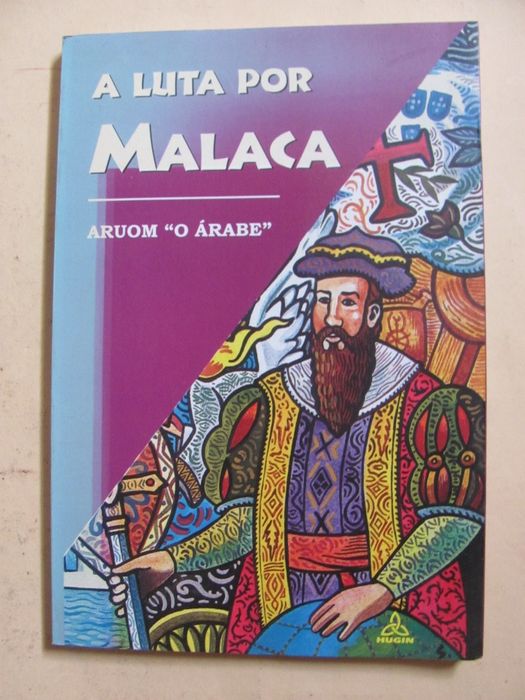 A LUTA POR
MALACA
ARUOM "O ÁRABE"
HUGIN